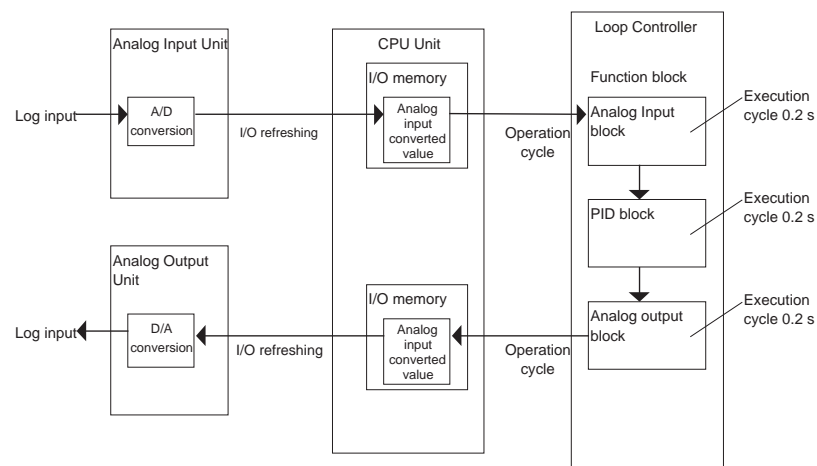 Analog Input Unit
CPU Unit
Loop Controller
I/O memory
Function block
Log input
A/D
conversion
I/O refreshing
Analog
input
converted
value
Operation
cycle
Analog Input
block
Execution
cycle 0.2 s
PID block
Execution
cycle 0.2 s
Analog Output
Unit
I/O memory
Log input
D/A
conversion
I/O refreshing
Analog
input
converted
value
Operation
cycle
Analog output
block
Execution
cycle 0.2 s